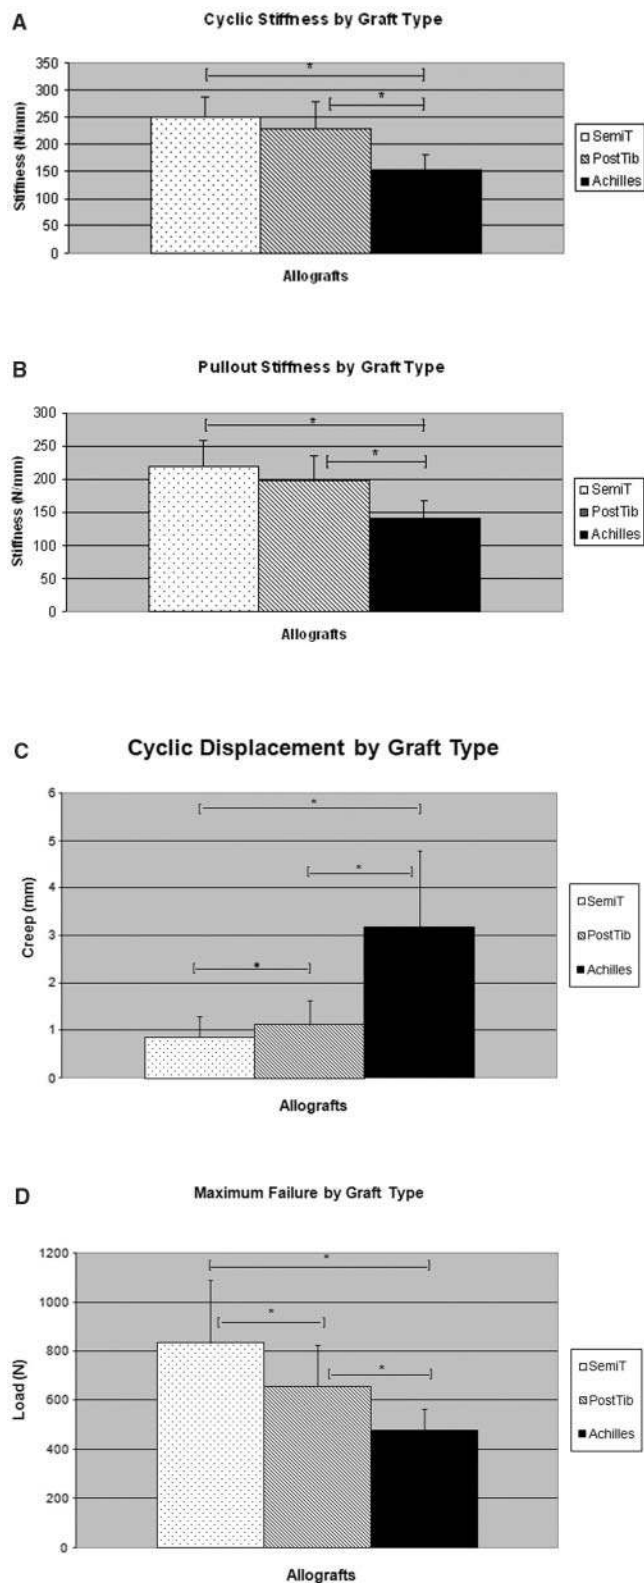 A
Cyclic Stiffness by Graft Type
350
300
250
200
150
100
50
0
Stiffness (N/mm)
*
*
SemiT
PostTib
Achilles
Allografts
B
Pullout Stiffness by Graft Type
300
250
200
150
100
50
0
Stiffness (N/mm)
*
*
SemiT
PostTib
Achilles
Allografts
C
Cyclic Displacement by Graft Type
6
5
4
3
2
1
0
Creep (mm)
*
*
*
SemiT
PostTib
Achilles
Allografts
D
Maximum Failure by Graft Type
1200
1000
800
600
400
200
0
Load (N)
*
*
*
SemiT
PostTib
Achilles
Allografts